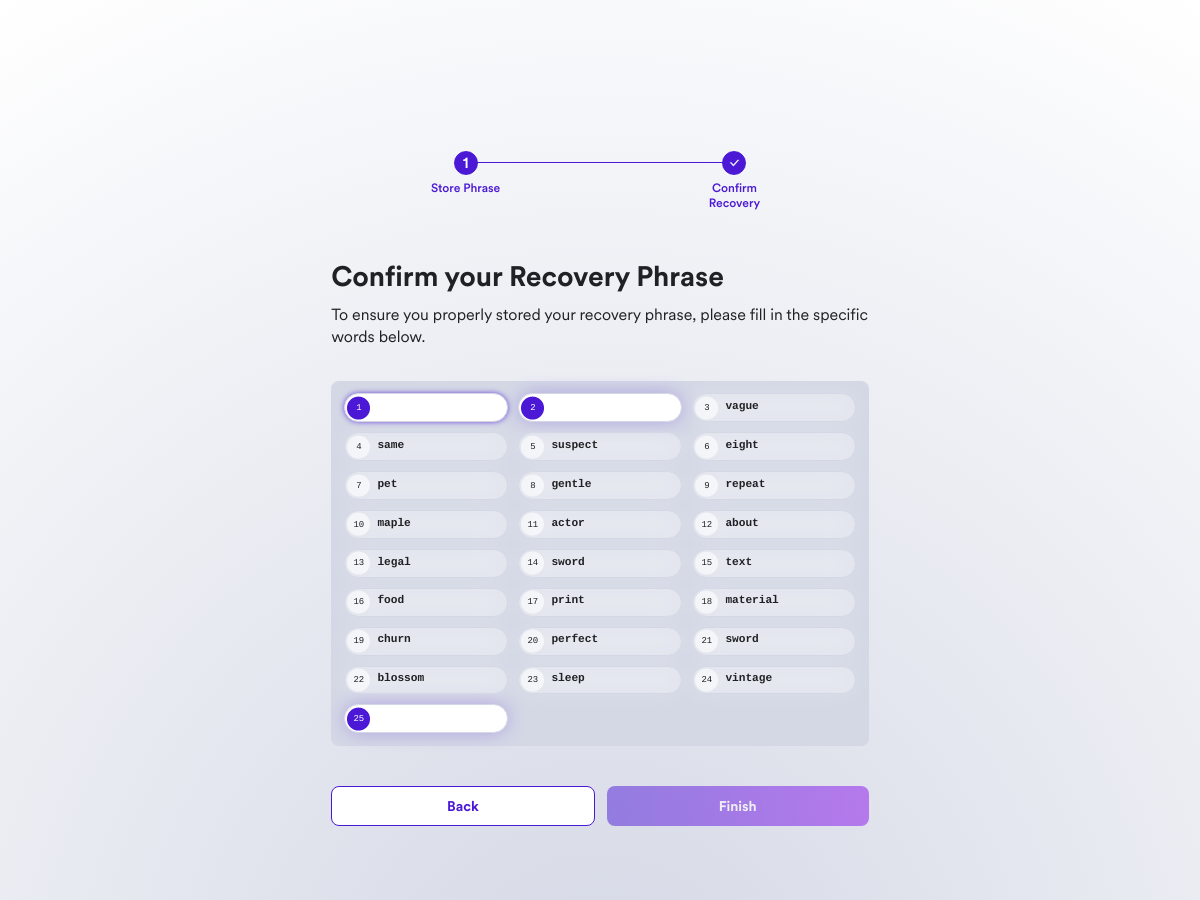 1
Store Phrase
Confirm
Recovery
Confirm your Recovery Phrase
To ensure you properly stored your recovery phrase, please fill in the specific
words below.
1
2
3 vague
4 same
5 suspect
6 eight
7 pet
8 gentle
9 repeat
10 maple
11 actor
12 about
13 legal
14 sword
15 text
16 food
17 print
18 material
19 churn
20 perfect
21 sword
22 blossom
23 sleep
24 vintage
25
Back
Finish